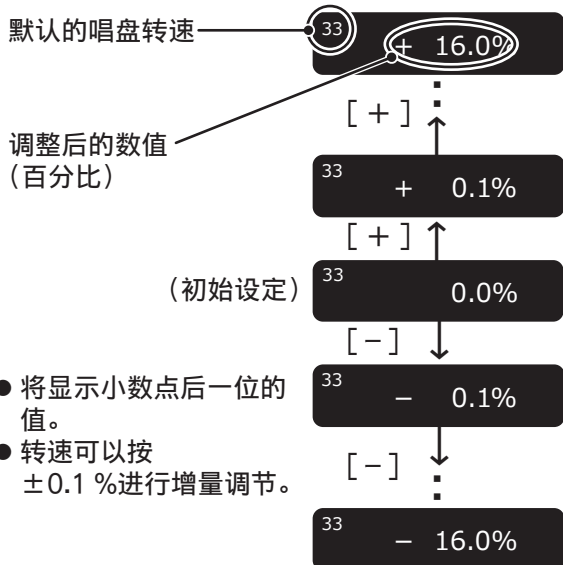 默认的唱盘转速
33
+ 16.0%
[+]
调整后的数值
（百分比）
33
+ 0.1%
[+]
（初始设定）
33
0.0%
[−]
● 将显示小数点后一位的
值。
● 转速可以按
±0.1 %进行增量调节。
33
− 0.1%
[−]
33
− 16.0%